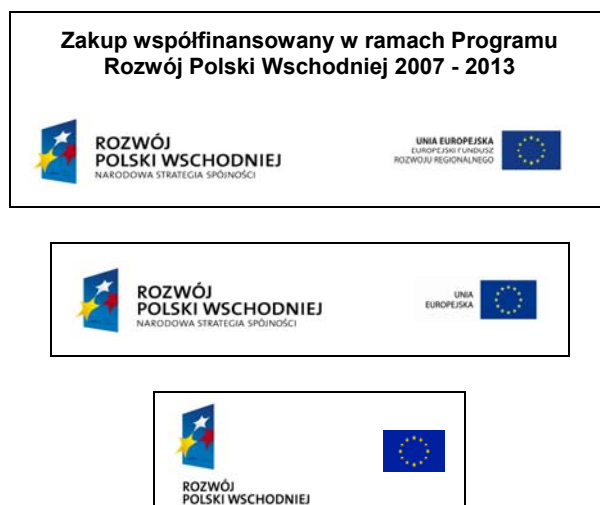 Zakup współfinansowany w ramach Programu
Rozwój Polski Wschodniej 2007 - 2013
ROZWÓJ
POLSKI WSCHODNIEJ
NARODOWA STRATEGIA SPÓJNOŚCI
UNIA EUROPEJSKA
EUROPEJSKI FUNDUSZ
ROZWOJU REGIONALNEGO
ROZWÓJ
POLSKI WSCHODNIEJ
NARODOWA STRATEGIA SPÓJNOŚCI
UNIA
EUROPEJSKA
ROZWÓJ
POLSKI WSCHODNIEJ